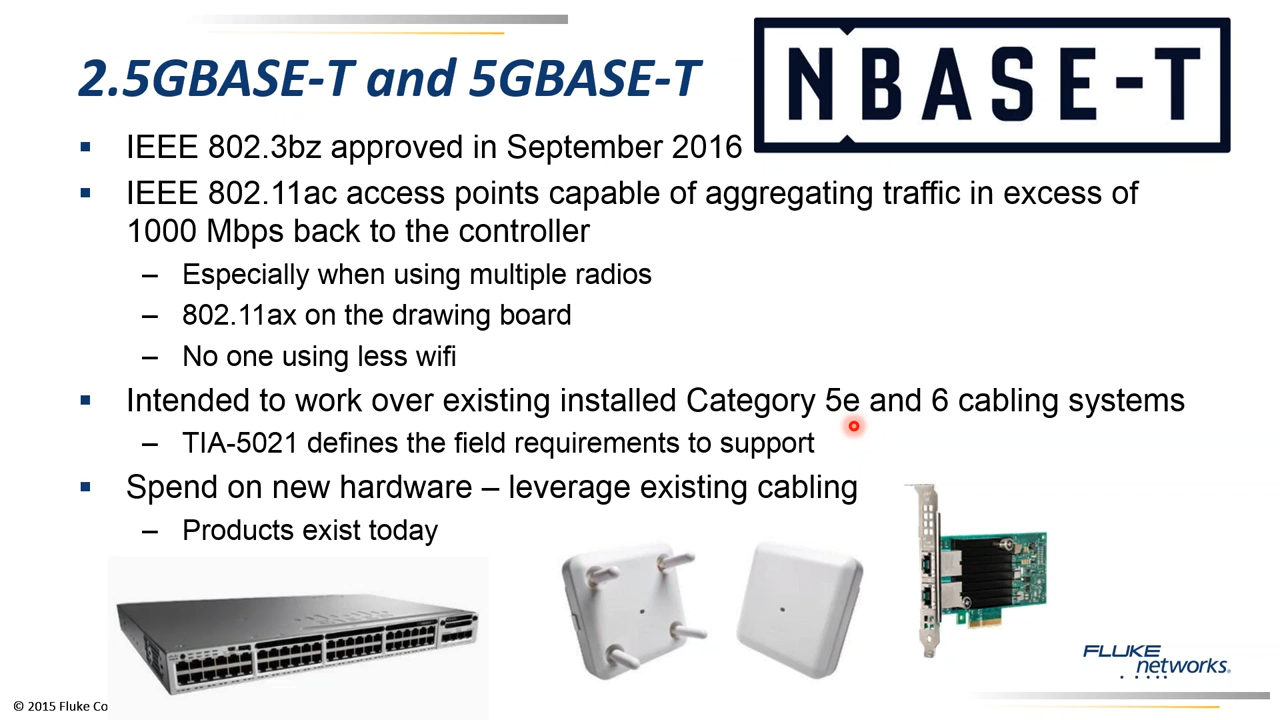 2.5GBASE-T and 5GBASE-T
NBASE-T
▪ IEEE 802.3bz approved in September 2016
▪ IEEE 802.11ac access points capable of aggregating traffic in excess of
1000 Mbps back to the controller
– Especially when using multiple radios
– 802.11ax on the drawing board
– No one using less wifi
▪ Intended to work over existing installed Category 5e and 6 cabling systems
– TIA-5021 defines the field requirements to support
▪ Spend on new hardware – leverage existing cabling
– Products exist today
FLUKE
networks.
© 2015 Fluke Co